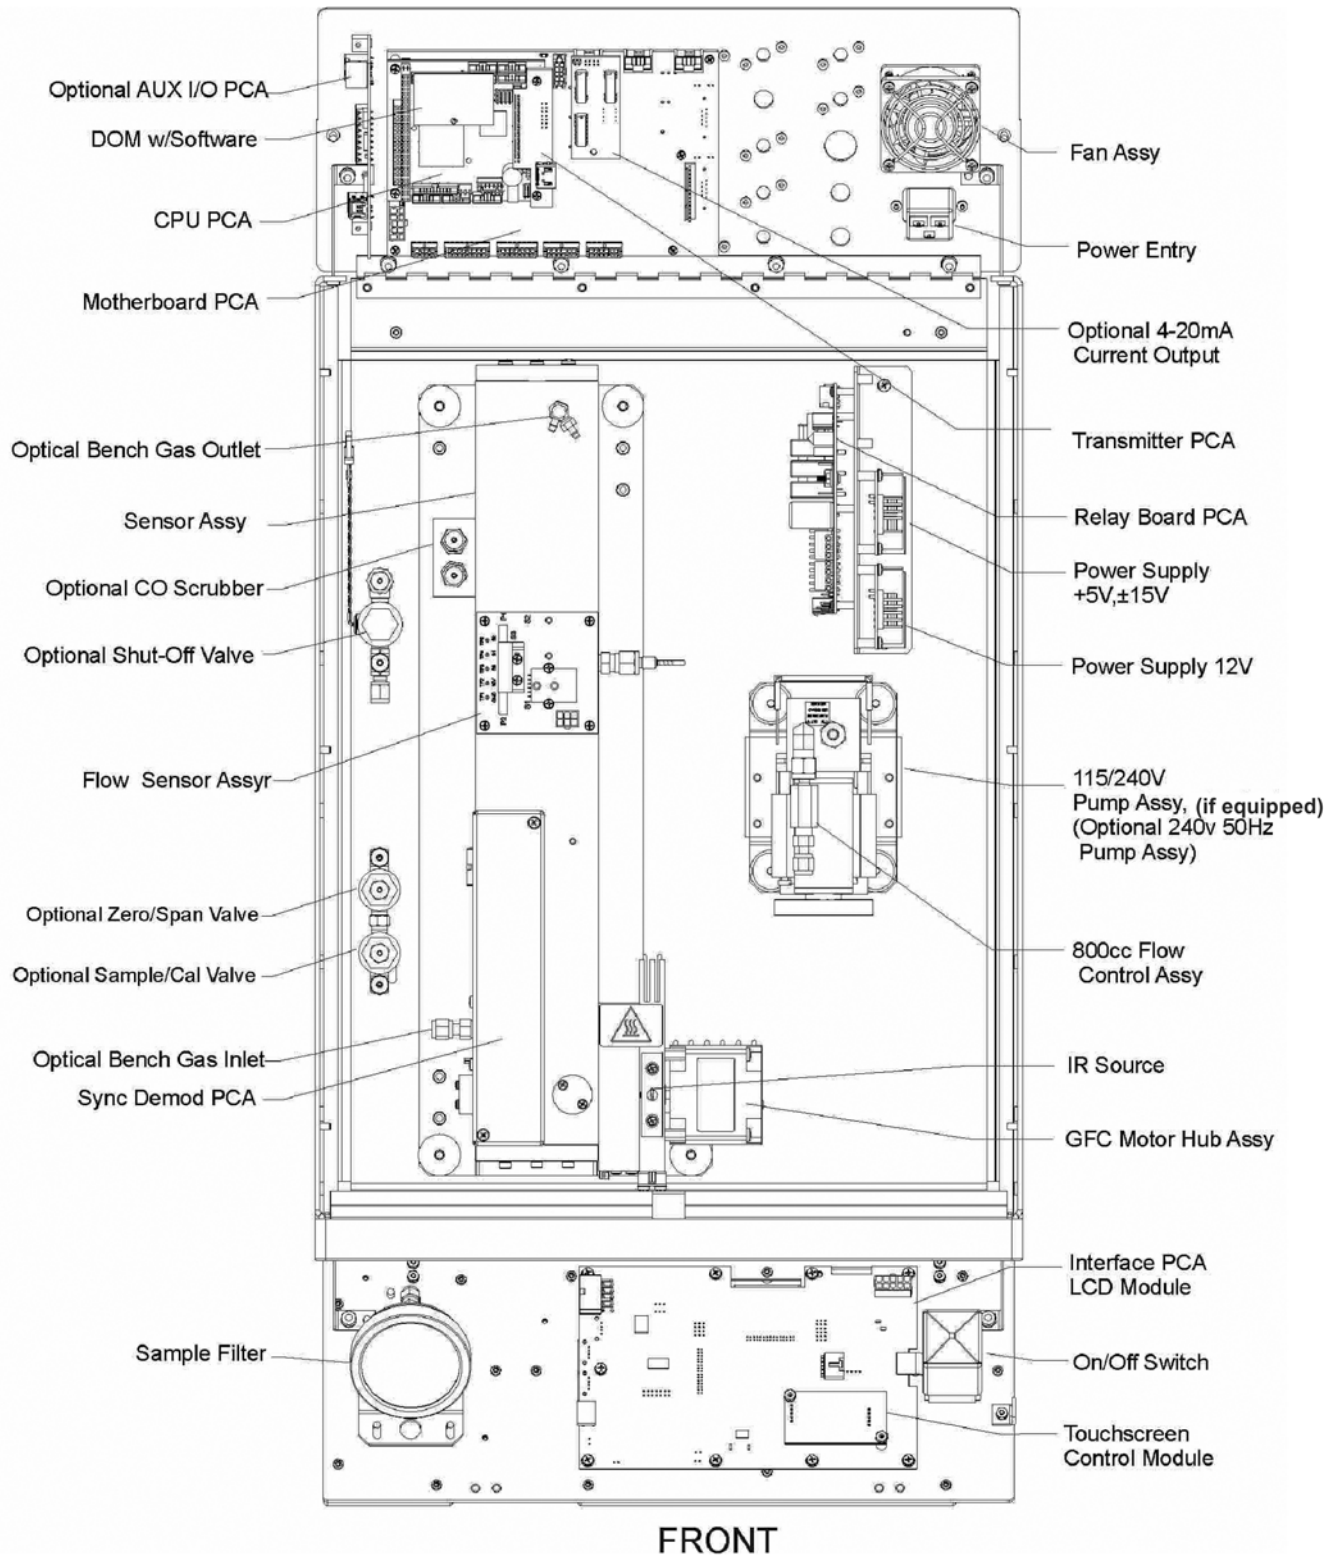 Optional AUX I/O PCA
DOM w/Software
CPU PCA
Motherboard PCA
Optical Bench Gas Outlet
Sensor Assy
Optional CO Scrubber
Optional Shut-Off Valve
Flow Sensor Assyr
Optional Zero/Span Valve
Optional Sample/Cal Valve
Optical Bench Gas Inlet
Sync Demod PCA
Sample Filter
Fan Assy
Power Entry
Optional 4-20mA
Current Output
Transmitter PCA
Relay Board PCA
Power Supply
+5V,±15V
Power Supply 12V
115/240V
Pump Assy, (if equipped)
(Optional 240v 50Hz
Pump Assy)
800cc Flow
Control Assy
IR Source
GFC Motor Hub Assy
Interface PCA
LCD Module
On/Off Switch
Touchscreen
Control Module
FRONT